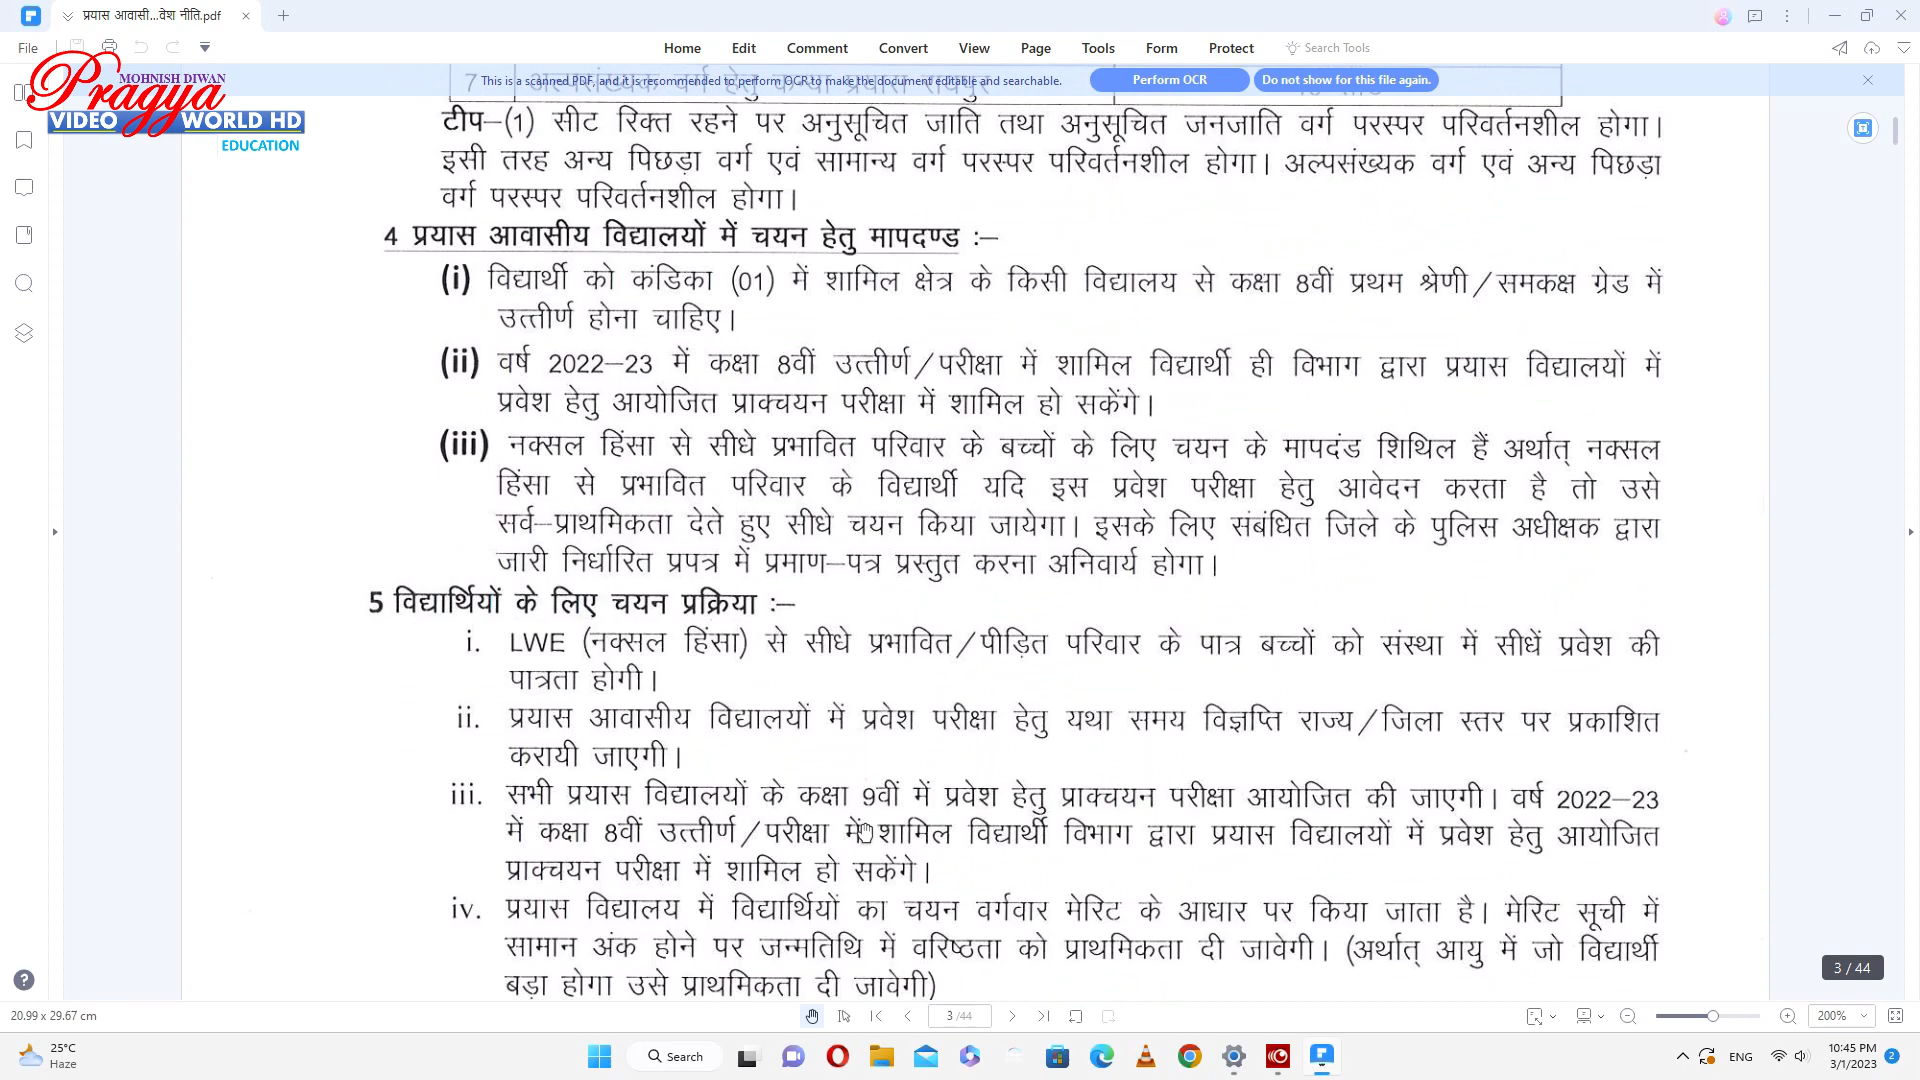 प्रयास आवासी...वेश नीति.pdf
File
Home Edit Comment Convert View Page Tools Form Protect Search Tools
MOHNISH DIWAN
Pragya
VIDEO WORLD HD
EDUCATION
This is a scanned PDF, and it is recommended to perform OCR to make the document editable and searchable. Perform OCR Do not show for this file again.
7 अल्पसंख्यक वर्ग हेतु कन्या प्रयास रायपुर
टीप–(1) सीट रिक्त रहने पर अनुसूचित जाति तथा अनुसूचित जनजाति वर्ग परस्पर परिवर्तनशील होगा।
इसी तरह अन्य पिछड़ा वर्ग एवं सामान्य वर्ग परस्पर परिवर्तनशील होगा। अल्पसंख्यक वर्ग एवं अन्य पिछड़ा
वर्ग परस्पर परिवर्तनशील होगा।
4 प्रयास आवासीय विद्यालयों में चयन हेतु मापदण्ड :–
(i) विद्यार्थी को कंडिका (01) में शामिल क्षेत्र के किसी विद्यालय से कक्षा 8वीं प्रथम श्रेणी/समकक्ष ग्रेड में
उत्तीर्ण होना चाहिए।
(ii) वर्ष 2022–23 में कक्षा 8वीं उत्तीर्ण/परीक्षा में शामिल विद्यार्थी ही विभाग द्वारा प्रयास विद्यालयों में
प्रवेश हेतु आयोजित प्राक्चयन परीक्षा में शामिल हो सकेंगे।
(iii) नक्सल हिंसा से सीधे प्रभावित परिवार के बच्चों के लिए चयन के मापदंड शिथिल हैं अर्थात् नक्सल
हिंसा से प्रभावित परिवार के विद्यार्थी यदि इस प्रवेश परीक्षा हेतु आवेदन करता है तो उसे
सर्व–प्राथमिकता देते हुए सीधे चयन किया जायेगा। इसके लिए संबंधित जिले के पुलिस अधीक्षक द्वारा
जारी निर्धारित प्रपत्र में प्रमाण–पत्र प्रस्तुत करना अनिवार्य होगा।
5 विद्यार्थियों के लिए चयन प्रक्रिया :–
i. LWE (नक्सल हिंसा) से सीधे प्रभावित/पीड़ित परिवार के पात्र बच्चों को संस्था में सीधें प्रवेश की
पात्रता होगी।
ii. प्रयास आवासीय विद्यालयों में प्रवेश परीक्षा हेतु यथा समय विज्ञप्ति राज्य/जिला स्तर पर प्रकाशित
करायी जाएगी।
iii. सभी प्रयास विद्यालयों के कक्षा 9वीं में प्रवेश हेतु प्राक्चयन परीक्षा आयोजित की जाएगी। वर्ष 2022–23
में कक्षा 8वीं उत्तीर्ण/परीक्षा में शामिल विद्यार्थी विभाग द्वारा प्रयास विद्यालयों में प्रवेश हेतु आयोजित
प्राक्चयन परीक्षा में शामिल हो सकेंगे।
iv. प्रयास विद्यालय में विद्यार्थियों का चयन वर्गवार मेरिट के आधार पर किया जाता है। मेरिट सूची में
सामान अंक होने पर जन्मतिथि में वरिष्ठता को प्राथमिकता दी जावेगी। (अर्थात् आयु में जो विद्यार्थी
बड़ा होगा उसे प्राथमिकता दी जावेगी)
3 / 44
20.99 x 29.67 cm 3 /44 200%
25°C
Haze
Search
ENG
10:45 PM
3/1/2023
2